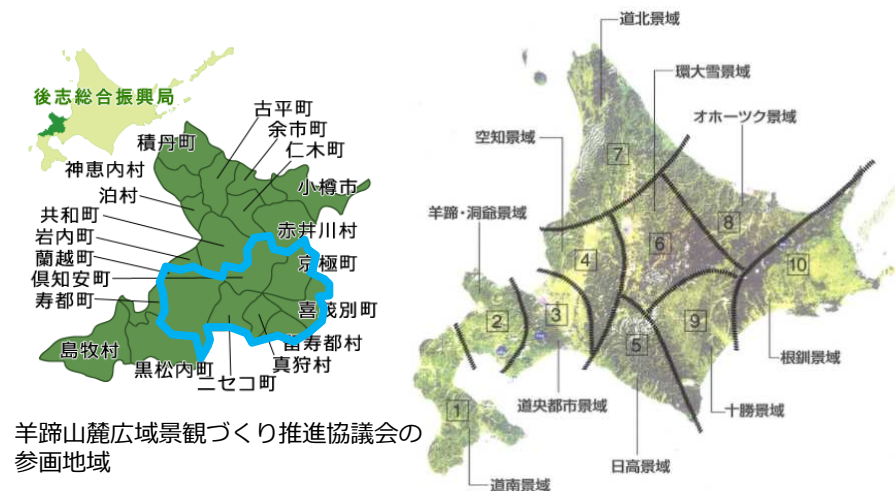 後志総合振興局
古平町
余市町
仁木町
積丹町
神恵内村
小樽市
泊村
共和町
赤井川村
岩内町
蘭越町
京極町
倶知安町
寿都町
喜茂別町
島牧村
留寿都村
黒松内町
真狩村
ニセコ町
羊蹄山麓広域景観づくり推進協議会の
参画地域
道北景域
環大雪景域
オホーツク景域
空知景域
羊蹄・洞爺景域
7
8
6
4
10
2
3
9
5
1
根釧景域
道央都市景域
十勝景域
日高景域
道南景域